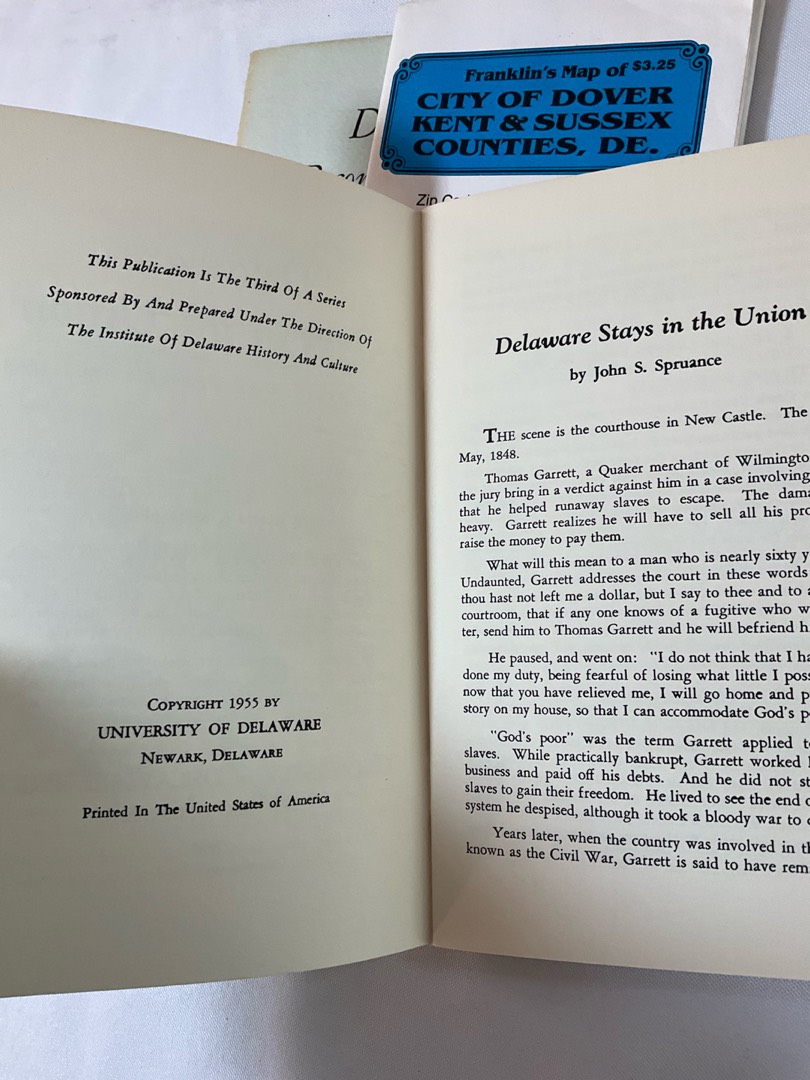 Franklin's Map of $3.25
CITY OF DOVER
KENT & SUSSEX
COUNTIES, DE.
This Publication Is The Third Of A Series
Sponsored By And Prepared Under The Direction Of
The Institute Of Delaware History And Culture
COPYRIGHT 1955 BY
UNIVERSITY OF DELAWARE
NEWARK, DELAWARE
Printed In The United States of America
Delaware Stays in the Union
by John S. Spruance
THE scene is the courthouse in New Castle. The
May, 1848.
Thomas Garrett, a Quaker merchant of Wilmington
the jury bring in a verdict against him in a case involving
that he helped runaway slaves to escape. The
heavy. Garrett realizes he will have to sell all his
raise the money to pay them.
What will this mean to a man who is nearly sixty
Undaunted, Garrett addresses the court in these words
thou hast not left me a dollar, but I say to thee and to
courtroom, that if any one knows of a fugitive who
ter, send him to Thomas Garrett and he will befriend
He paused, and went on: "I do not think that I
done my duty, being fearful of losing what little I
now that you have relieved me, I will go home and
story on my house, so that I can accommodate God's
"God's poor" was the term Garrett applied
slaves. While practically bankrupt, Garrett worked
business and paid off his debts. And he did not
slaves to gain their freedom. He lived to see the end
system he despised, although it took a bloody war to
Years later, when the country was involved in
known as the Civil War, Garrett is said to have